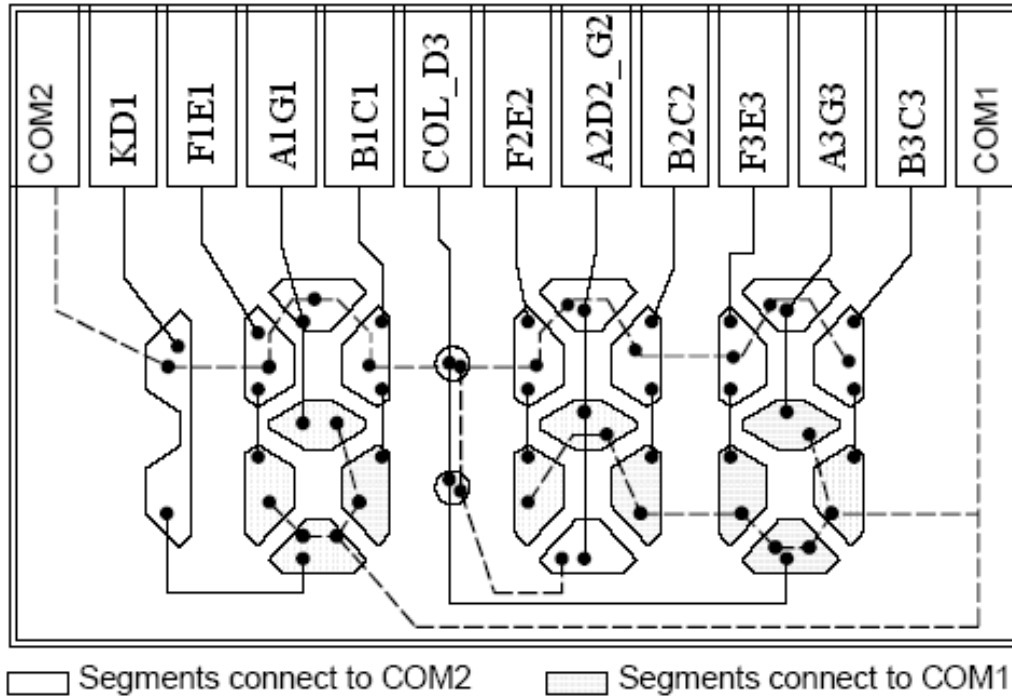 COM2
KD1
F1E1
A1G1
B1C1
COL_D3
F2E2
A2D2_G2
B2C2
F3E3
A3G3
B3C3
COM1
Segments connect to COM2
Segments connect to COM1